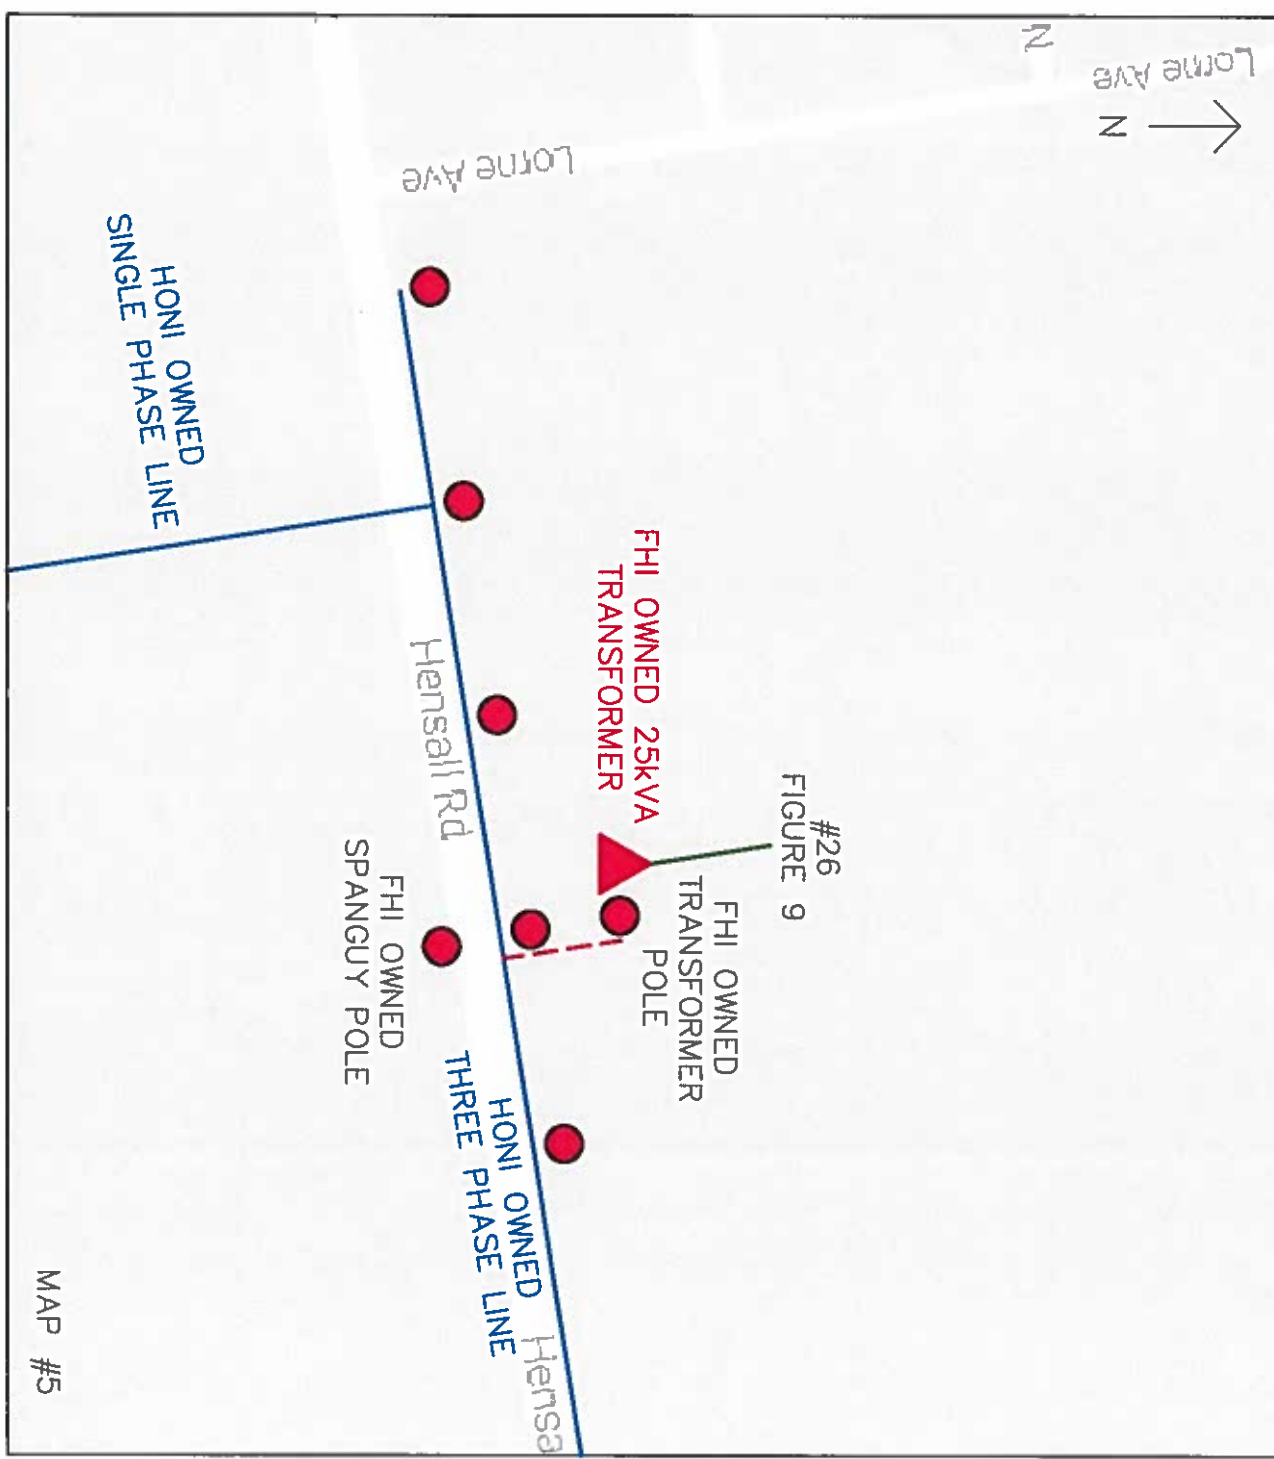 N
Lorne Ave
N
Lorne Ave
#26
FIGURE 9
FHI OWNED 25kVA
TRANSFORMER
FHI OWNED
TRANSFORMER
POLE
HONI OWNED
SINGLE PHASE LINE
Hensall Rd
FHI OWNED
SPANGUY POLE
HONI OWNED
THREE PHASE LINE
Hensa
MAP #5